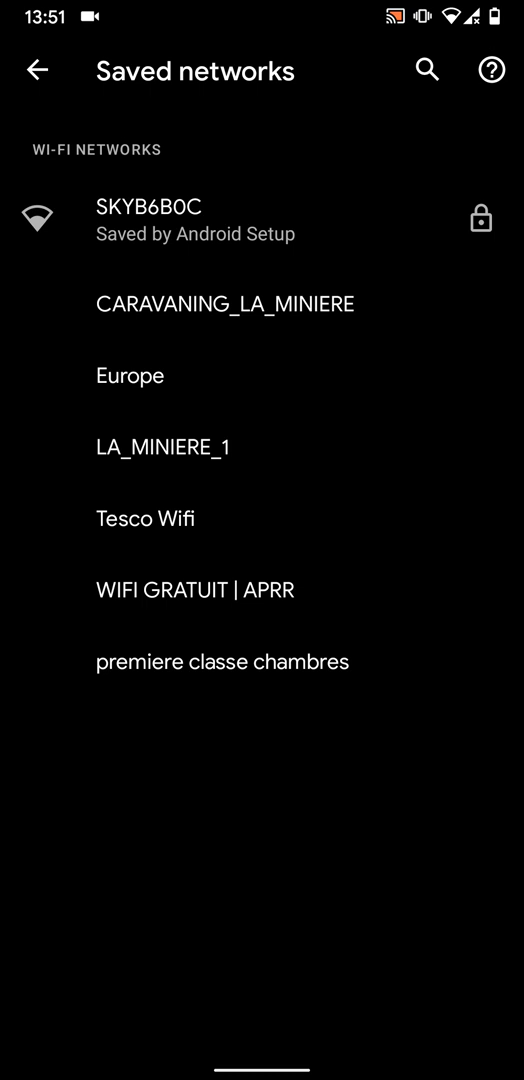 13:51
Saved networks
WI-FI NETWORKS
SKYB6B0C
Saved by Android Setup
CARAVANING_LA_MINIERE
Europe
LA_MINIERE_1
Tesco Wifi
WIFI GRATUIT | APRR
premiere classe chambres